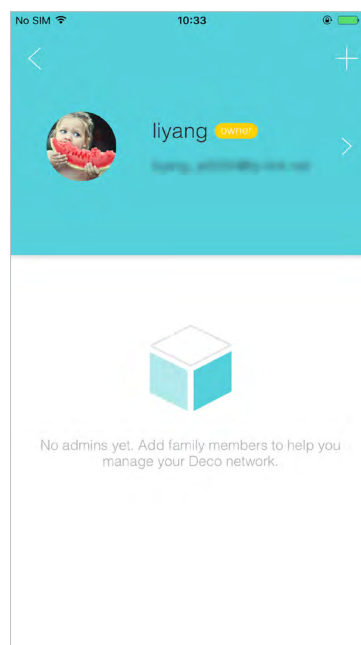 No SIM 10:33
liyang owner
No admins yet. Add family members to help you
manage your Deco network.